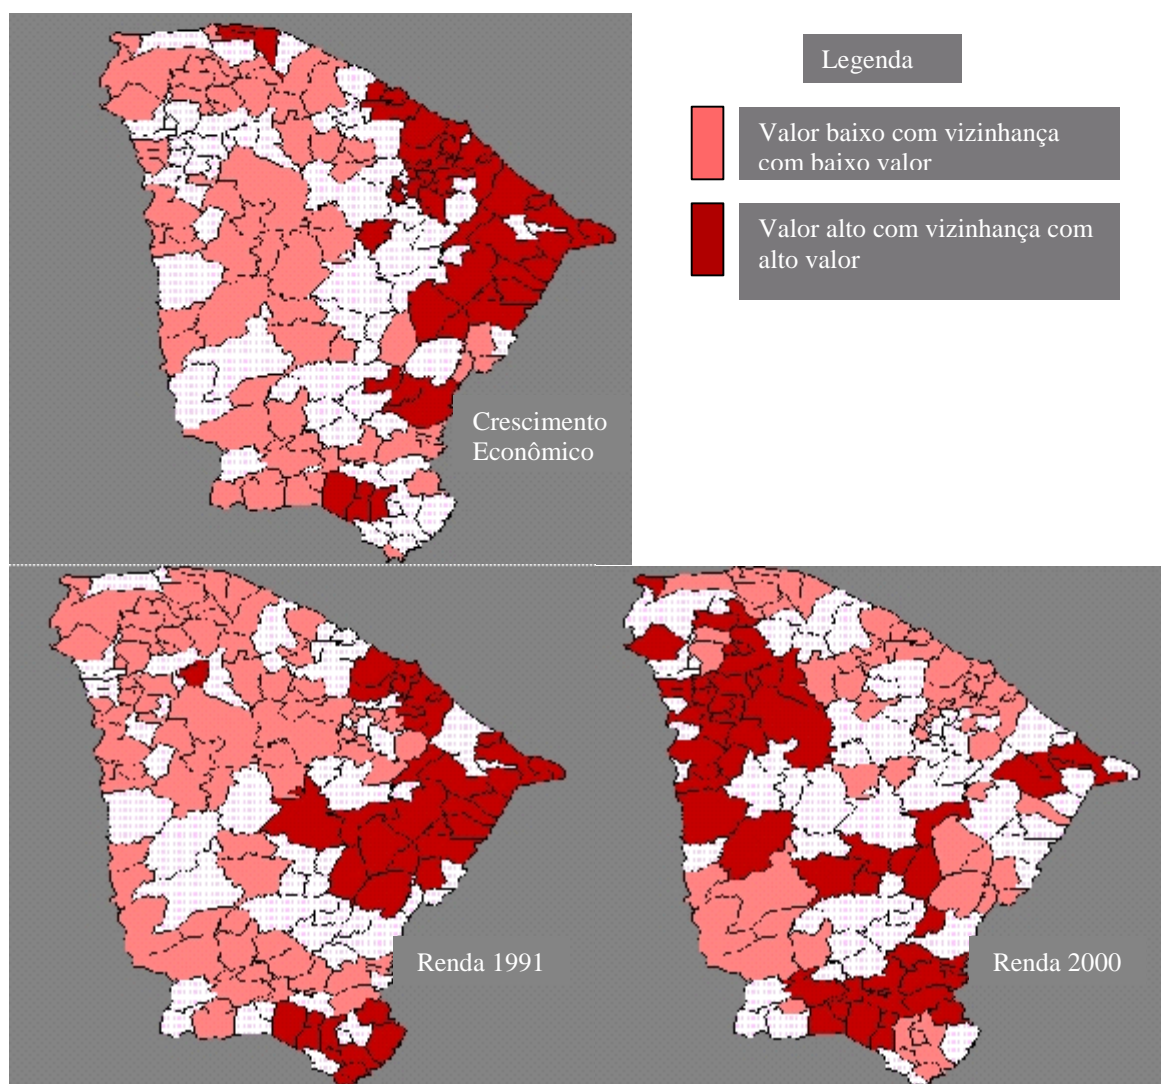 Legenda
Valor baixo com vizinhança
com baixo valor
Valor alto com vizinhança com
alto valor
Crescimento
Econômico
Renda 1991
Renda 2000